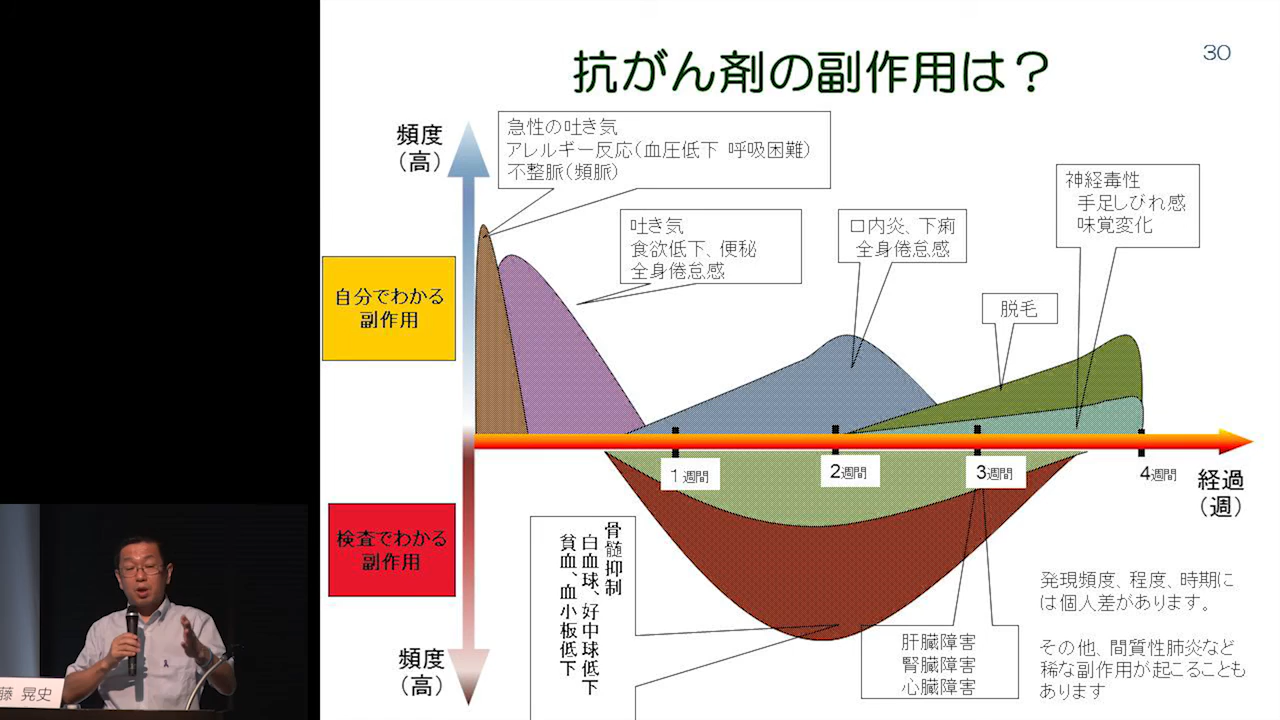 30
抗がん剤の副作用は？
頻度
（高）
急性の吐き気
アレルギー反応（血圧低下 呼吸困難）
不整脈（頻脈）
吐き気
食欲低下、便秘
全身倦怠感
口内炎、下痢
全身倦怠感
神経毒性
手足しびれ感
味覚変化
脱毛
自分でわかる
副作用
1週間
2週間
3週間
4週間
経過
（週）
検査でわかる
副作用
骨髄抑制
白血球、好中球低下
貧血、血小板低下
肝臓障害
腎臓障害
心臓障害
頻度
（高）
発現頻度、程度、時期に
は個人差があります。
その他、間質性肺炎など
稀な副作用が起こることも
あります
藤 晃史